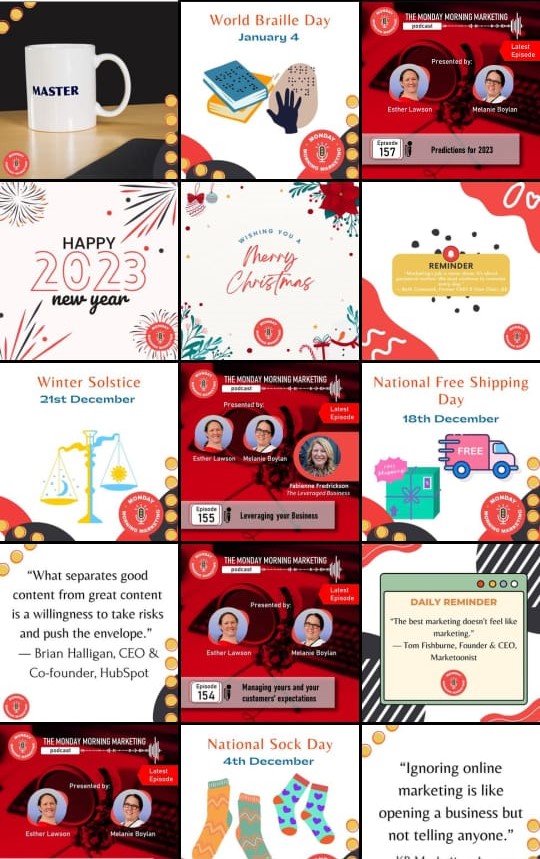 MASTER
World Braille Day
January 4
MONDAY
MORNING MARKETING
THE MONDAY MORNING MARKETING
podcast
Latest
Episode
Presented by:
Esther Lawson
Melanie Boylan
Episode
157
Predictions for 2023
HAPPY
2023
new year
WISHING YOU A
Merry
Christmas
REMINDER
Winter Solstice
21st December
MONDAY
MORNING MARKETING
THE MONDAY MORNING MARKETING
podcast
Latest
Episode
Presented by:
Esther Lawson
Melanie Boylan
Fabienne Fredrickson
The Leveraged Business
Episode
155
Leveraging your Business
National Free Shipping
Day
18th December
FREE
Free
Shipping!
MONDAY
MORNING MARKETING
“What separates good
content from great content
is a willingness to take risks
and push the envelope.”
— Brian Halligan, CEO &
Co-founder, HubSpot
THE MONDAY MORNING MARKETING
podcast
Latest
Episode
Presented by:
Esther Lawson
Melanie Boylan
Episode
154
Managing yours and your
customers' expectations
DAILY REMINDER
“The best marketing doesn't feel like
marketing.”
— Tom Fishburne, Founder & CEO,
Marketoonist
THE MONDAY MORNING MARKETING
podcast
Latest
Episode
Presented by:
Esther Lawson
Melanie Boylan
National Sock Day
4th December
“Ignoring online
marketing is like
opening a business but
not telling anyone.”